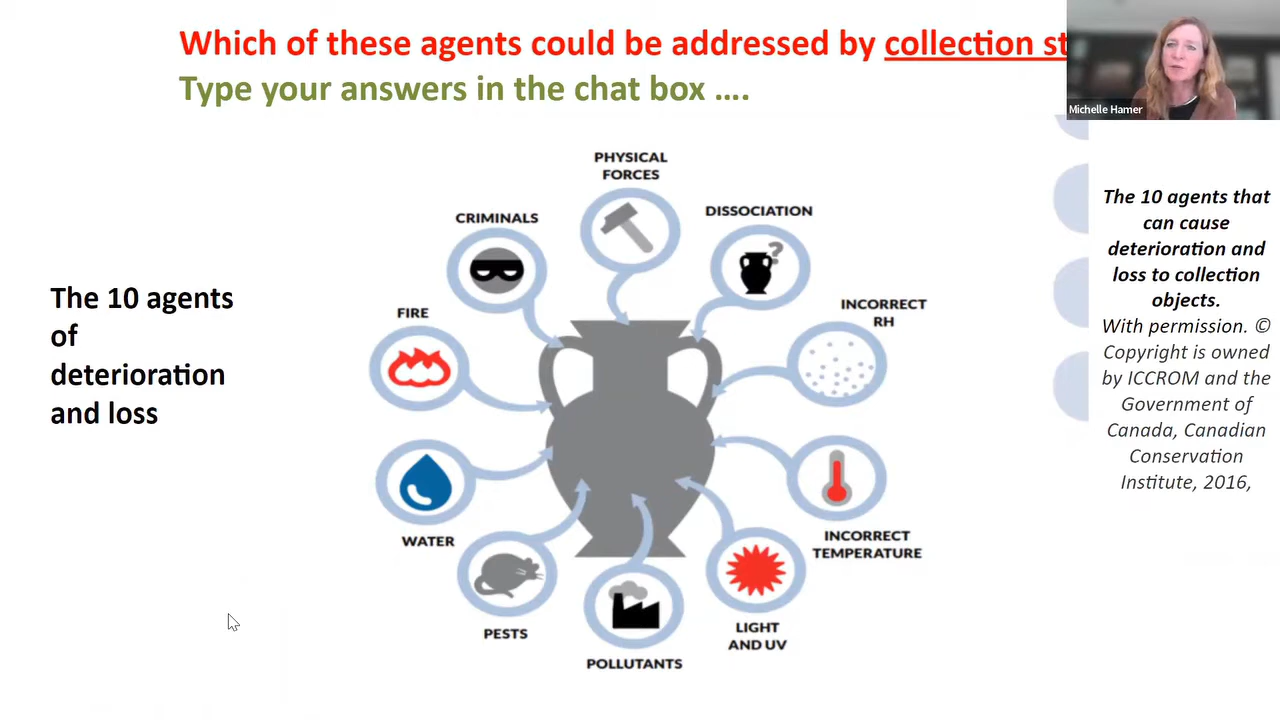 Which of these agents could be addressed by collection
Type your answers in the chat box ....
Michelle Hamer
PHYSICAL
FORCES
CRIMINALS
DISSOCIATION
?
FIRE
INCORRECT
RH
The 10 agents
of
deterioration
and loss
The 10 agents that
can cause
deterioration and
loss to collection
objects.
With permission. ©
Copyright is owned
by ICCROM and the
Government of
Canada, Canadian
Conservation
Institute, 2016,
WATER
INCORRECT
TEMPERATURE
PESTS
LIGHT
AND UV
POLLUTANTS